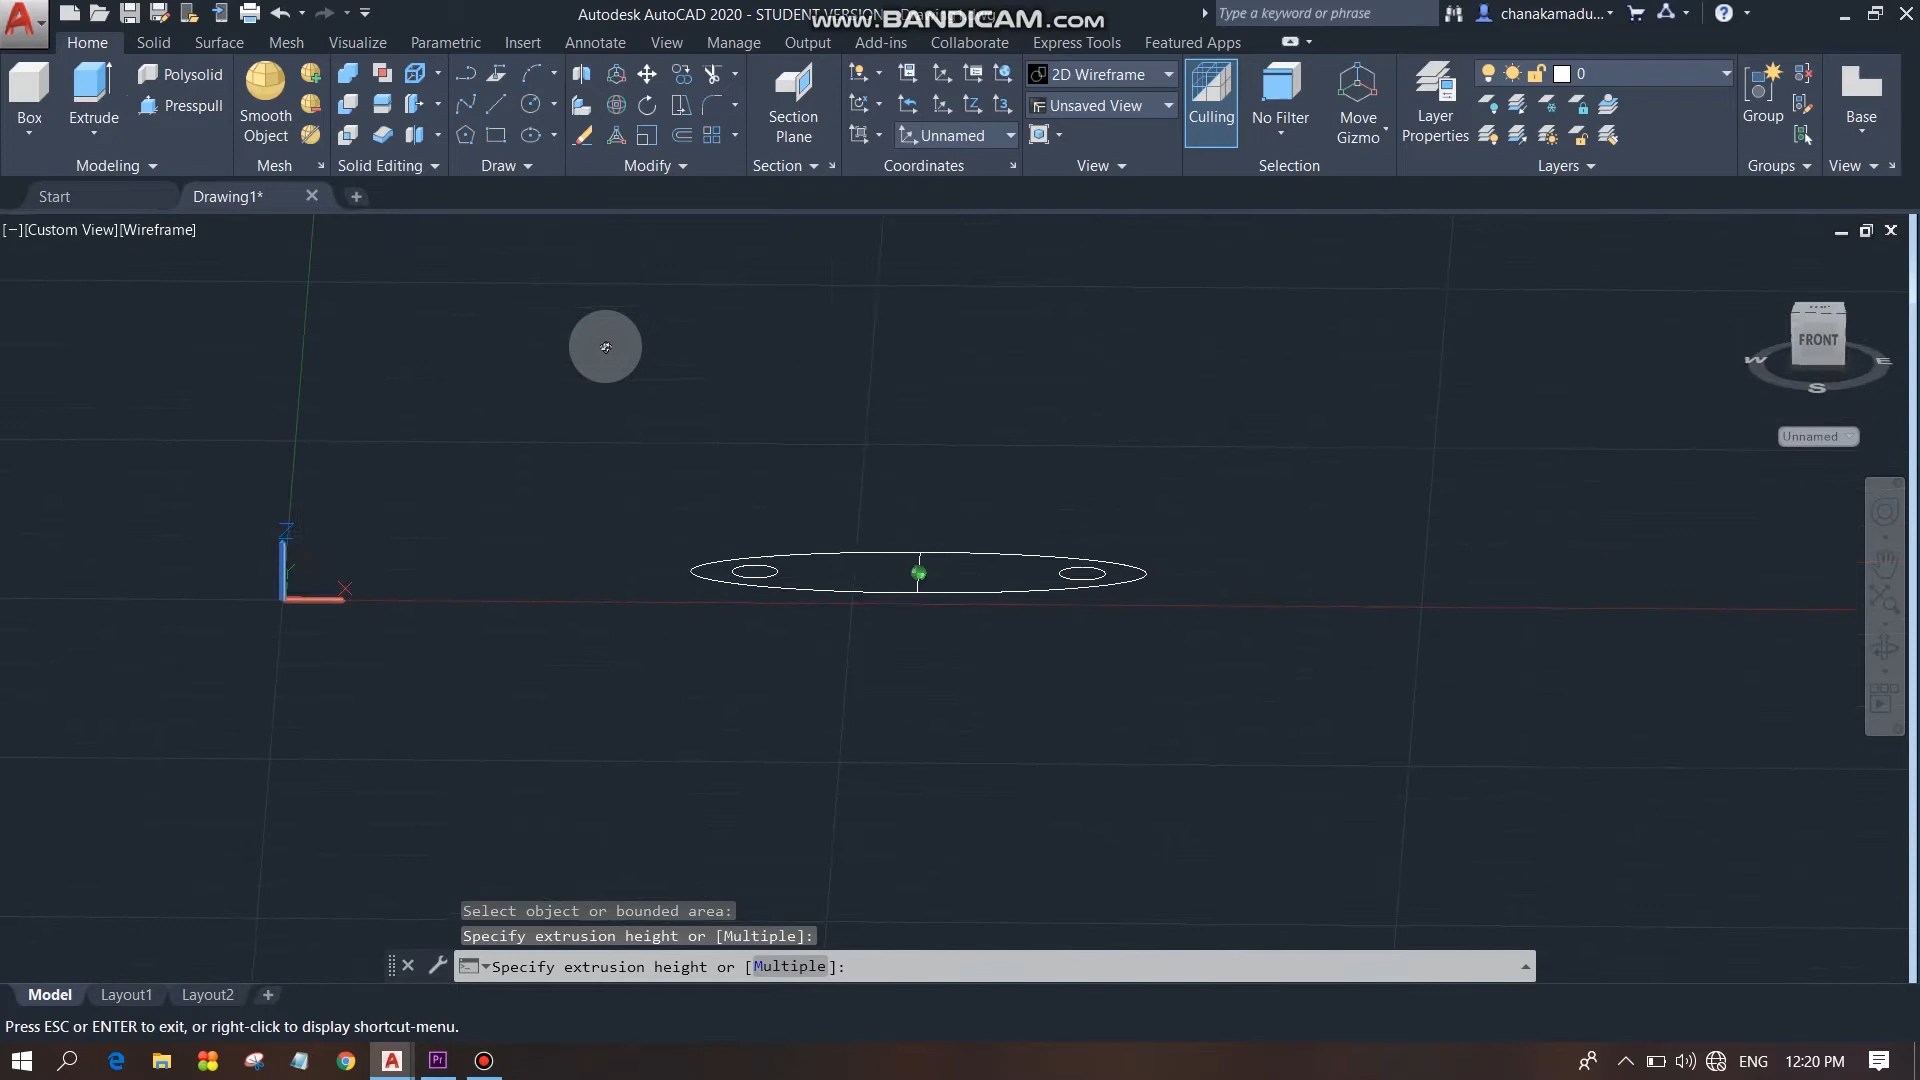 Autodesk AutoCAD 2020 - STUDENT VERSION
www.BANDICAM.com
Type a keyword or phrase
chanakamadu...
Home Solid Surface Mesh Visualize Parametric Insert Annotate View Manage Output Add-ins Collaborate Express Tools Featured Apps
Box
Extrude
Polysolid
Presspull
Smooth Object
Section Plane
Unnamed
2D Wireframe
Unsaved View
Culling
No Filter
Move Gizmo
Layer Properties
0
Group
Base
Modeling Mesh Solid Editing Draw Modify Section Coordinates View Selection Layers Groups View
Start Drawing1*
[−][Custom View][Wireframe]
TOP
FRONT
W E
S
Unnamed
Z
Y
X
Select object or bounded area:
Specify extrusion height or [Multiple]:
Specify extrusion height or [Multiple]:
Model Layout1 Layout2
Press ESC or ENTER to exit, or right-click to display shortcut-menu.
Pr
ENG 12:20 PM